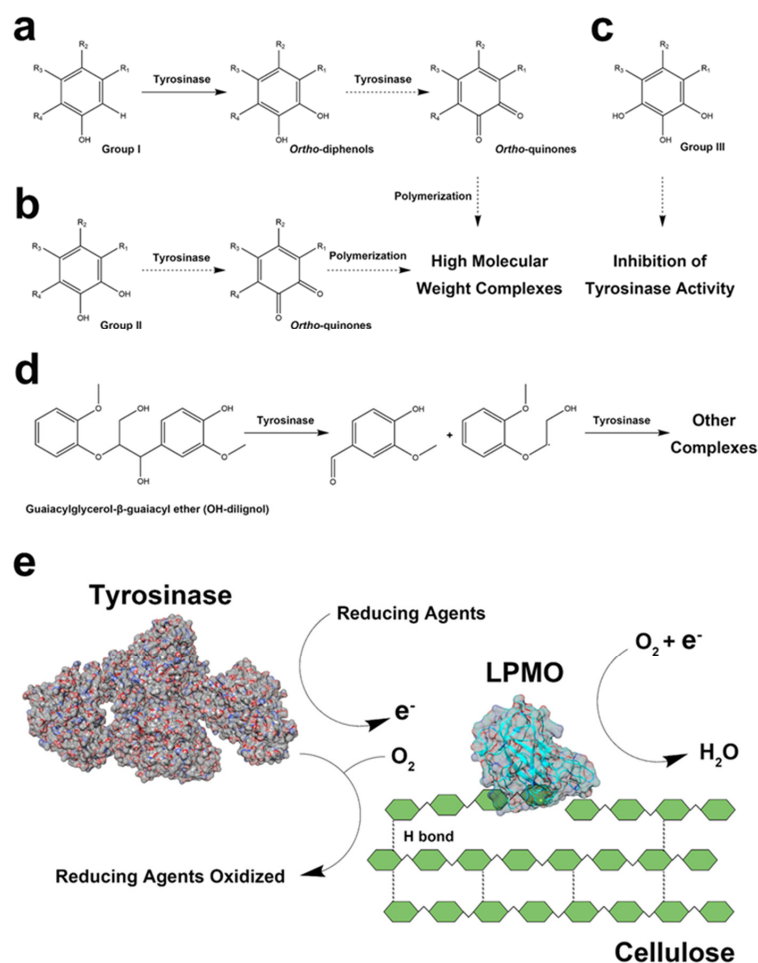 a
c
R2
R3
R1
R4
H
OH
Group I
Tyrosinase
R2
R3
R1
R4
OH
OH
Ortho-diphenols
Tyrosinase
R2
R3
R1
R4
O
O
Ortho-quinones
R2
R3
R1
HO
OH
OH
Group III
Polymerization
b
R2
R3
R1
R4
OH
OH
Group II
Tyrosinase
R2
R3
R1
R4
O
O
Ortho-quinones
Polymerization
High Molecular
Weight Complexes
Inhibition of
Tyrosinase Activity
d
O
OH
OH
O
O
OH
Guaiacylglycerol-β-guaiacyl ether (OH-dilignol)
Tyrosinase
OH
O
O
+
O
OH
O
Tyrosinase
Other
Complexes
e
Tyrosinase
Reducing Agents
e-
O2
Reducing Agents Oxidized
LPMO
O2 + e-
H2O
H bond
Cellulose